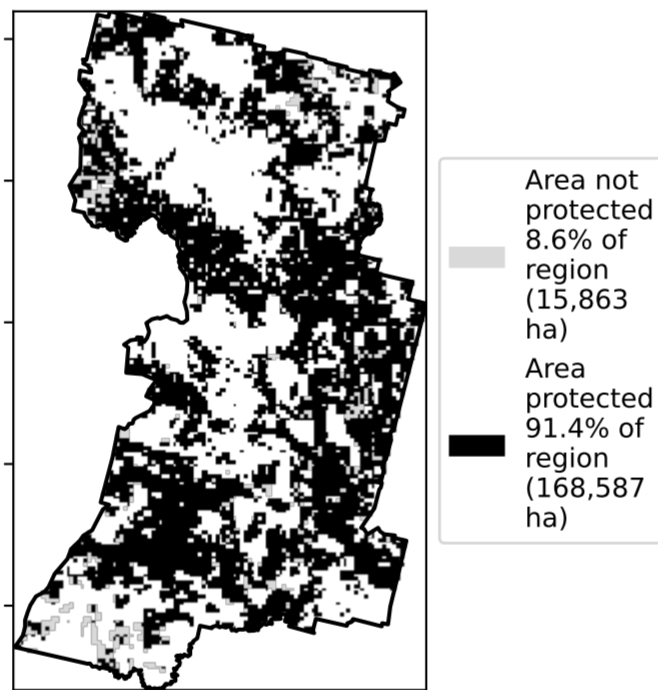 Area not
protected
8.6% of
region
(15,863
ha)
Area
protected
91.4% of
region
(168,587
ha)